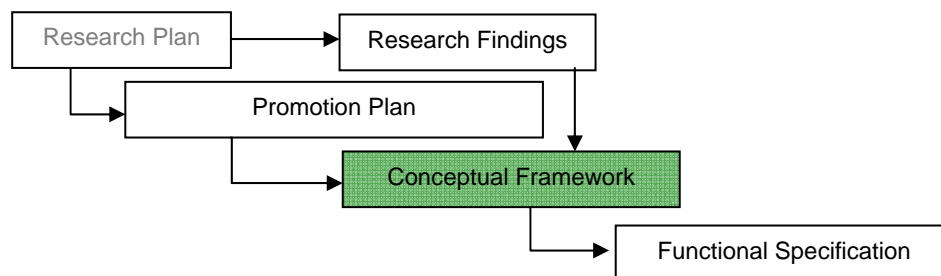 Research Plan
Research Findings
Promotion Plan
Conceptual Framework
Functional Specification